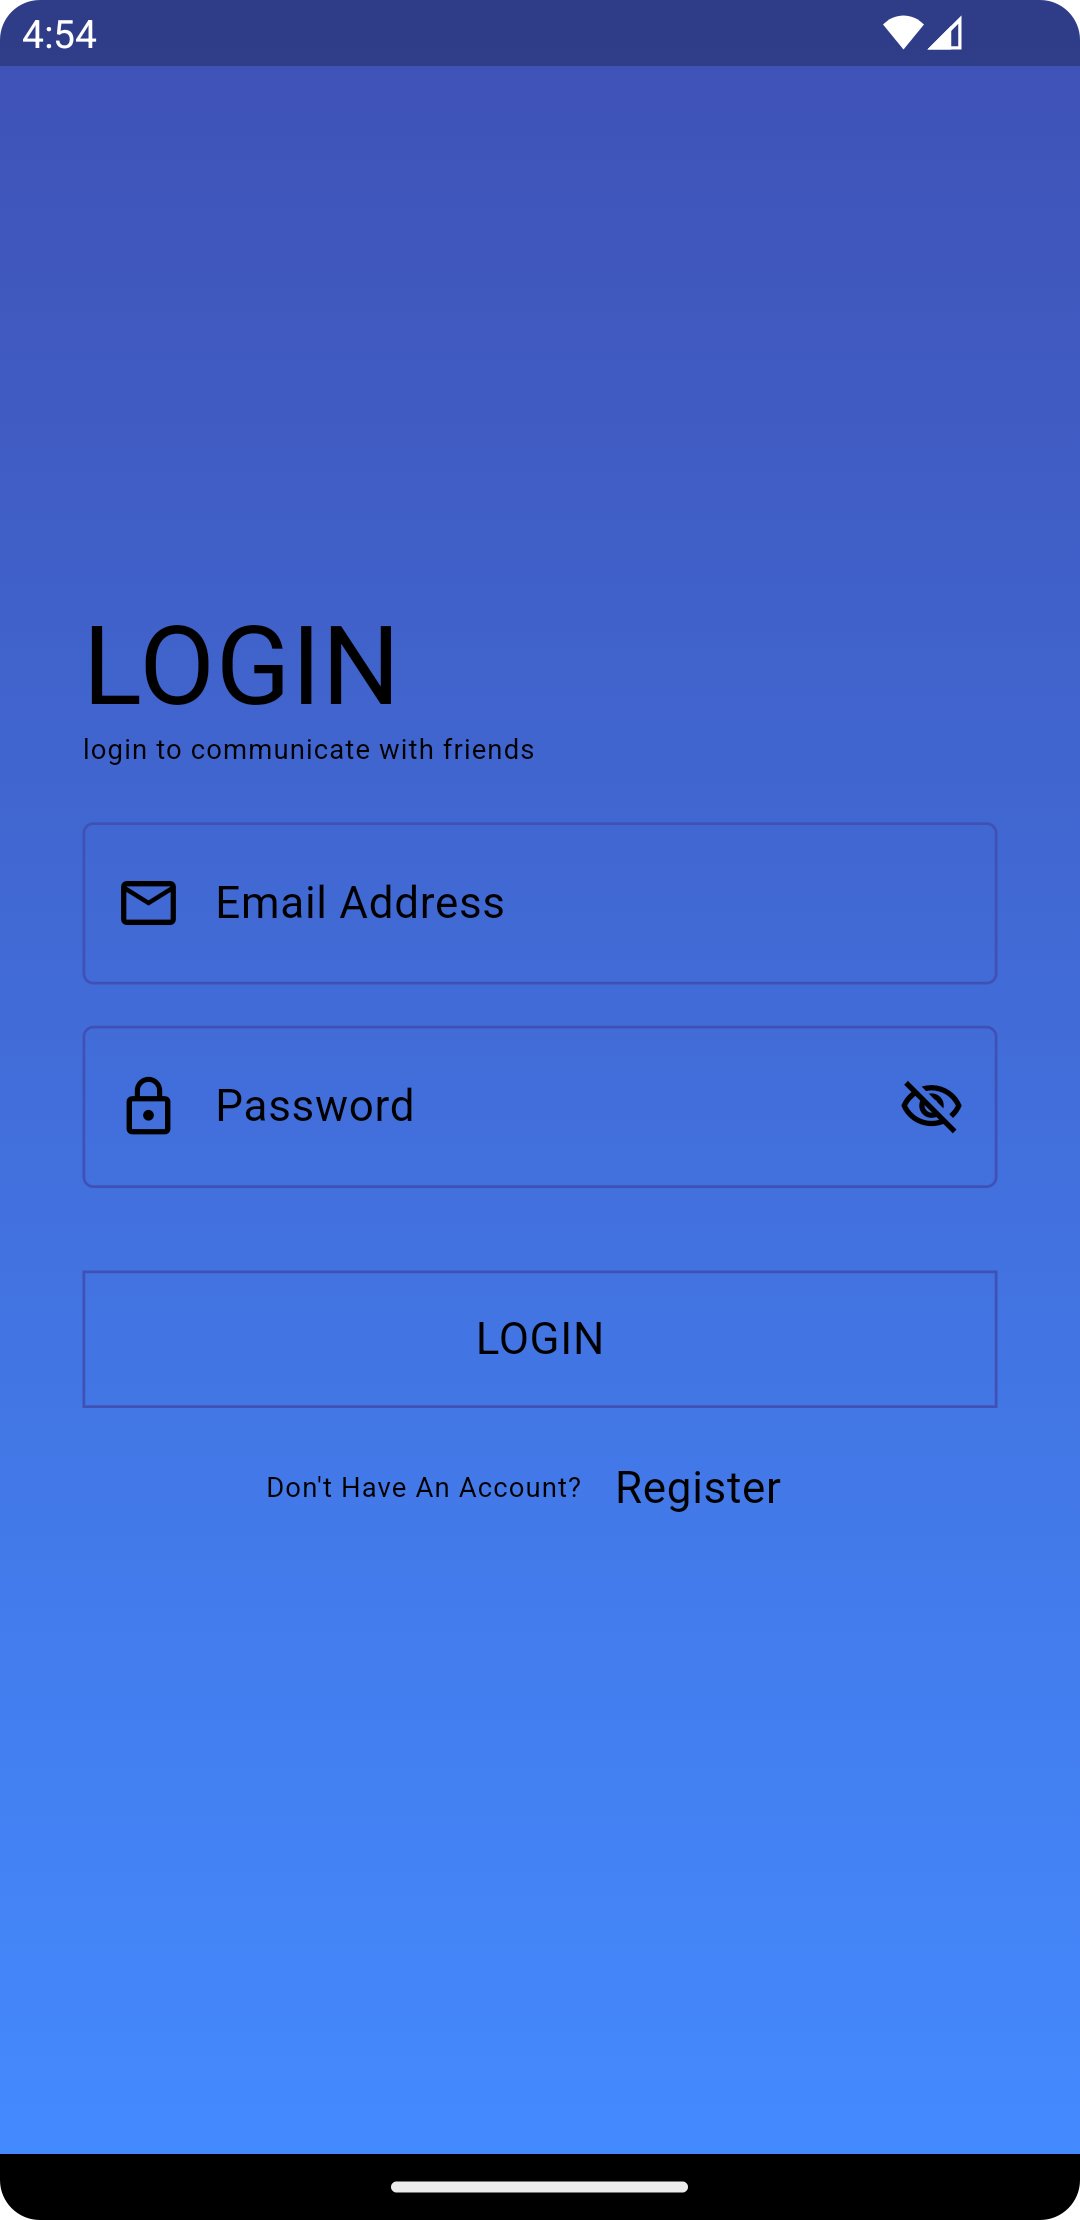 4:54
LOGIN
login to communicate with friends
Email Address
Password
LOGIN
Don't Have An Account? Register